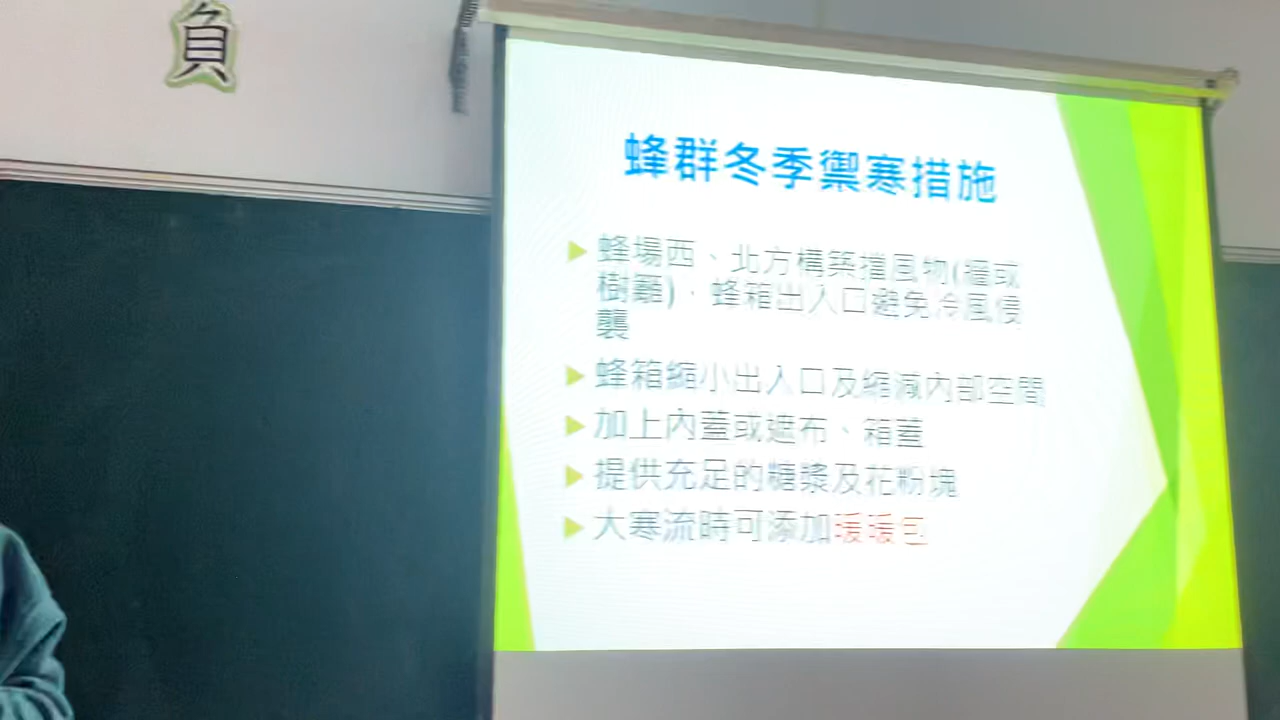 負
蜂群冬季禦寒措施
蜂場西、北方構築擋風物(牆或
樹籬)，蜂箱出入口避免冷風侵
襲
蜂箱縮小出入口及縮減內部空間
加上內蓋或遮布、箱蓋
提供充足的糖漿及花粉塊
大寒流時可添加暖暖包